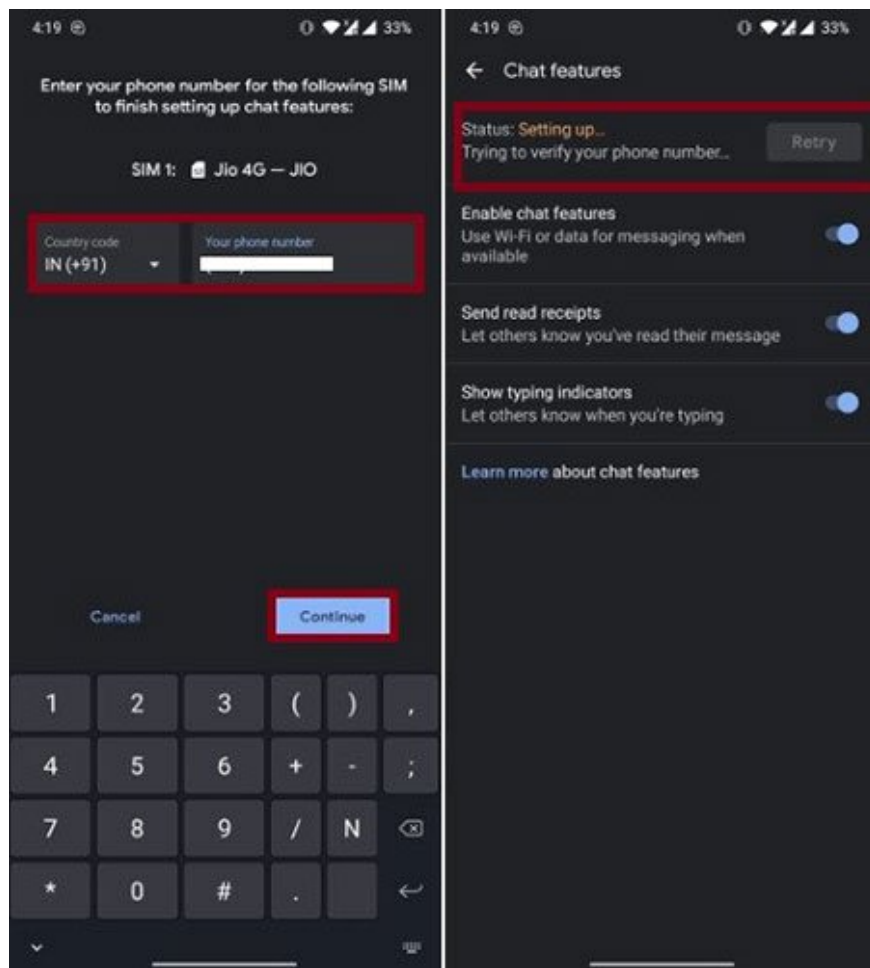 4:19 33%
Enter your phone number for the following SIM
to finish setting up chat features:
SIM 1: Jio 4G — JIO
Country code
IN (+91)
Your phone number
Cancel
Continue
1 2 3 ( ) ,
4 5 6 + - ;
7 8 9 / N
* 0 # .
4:19 33%
Chat features
Status: Setting up...
Trying to verify your phone number...
Retry
Enable chat features
Use Wi-Fi or data for messaging when
available
Send read receipts
Let others know you've read their message
Show typing indicators
Let others know when you're typing
Learn more about chat features